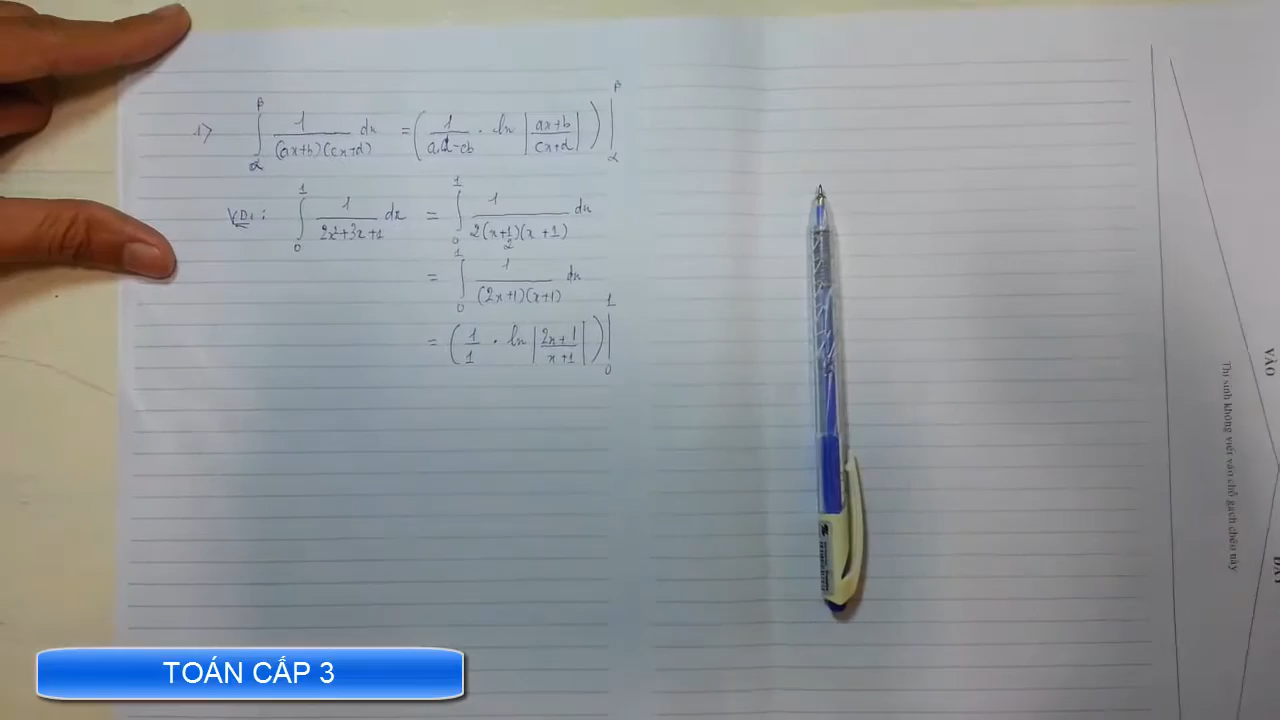 1> ∫_α^β 1/((ax+b)(cx+d)) dx = (1/(a.d-cb) . ln |(ax+b)/(cx+d)|) |_α^β
VD1: ∫_0^1 1/(2x²+3x+1) dx = ∫_0^1 1/(2(x+1/2)(x+1)) dx
= ∫_0^1 1/((2x+1)(x+1)) dx
= (1/1 . ln |(2x+1)/(x+1)|) |_0^1
VÀO
Thí sinh không viết vào chỗ gạch chéo này
TOÁN CẤP 3